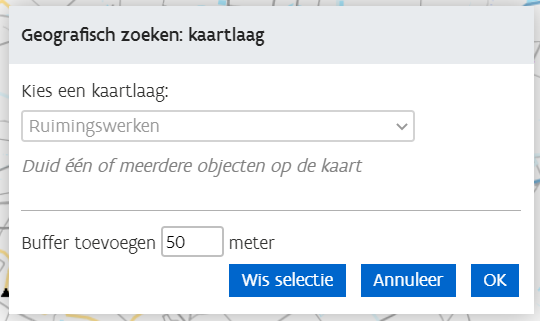 Geografisch zoeken: kaartlaag
Kies een kaartlaag:
Ruimingswerken
Duid één of meerdere objecten op de kaart
Buffer toevoegen 50 meter
Wis selectie Annuleer OK